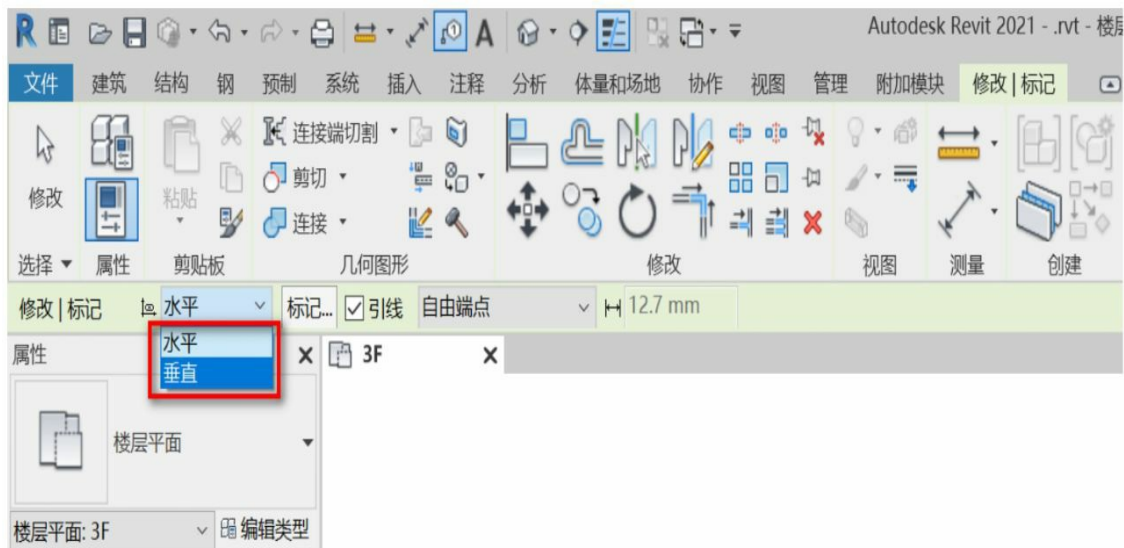 Autodesk Revit 2021 - .rvt - 楼层
文件 建筑 结构 钢 预制 系统 插入 注释 分析 体量和场地 协作 视图 管理 附加模块 修改 | 标记
连接端切割
修改 粘贴 剪切
连接
选择 属性 剪贴板 几何图形 修改 视图 测量 创建
修改 | 标记 水平 标记... 引线 自由端点 12.7 mm
水平
垂直
属性 3F
楼层平面
楼层平面: 3F 编辑类型